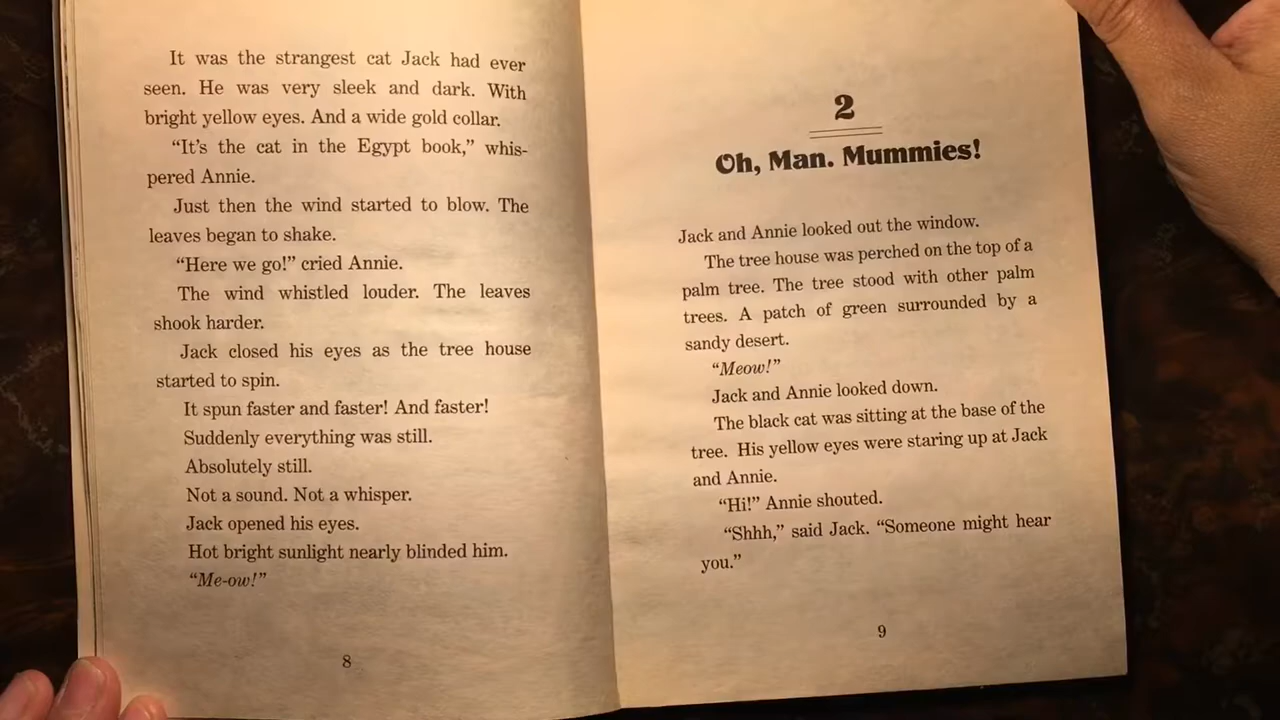 It was the strangest cat Jack had ever
seen. He was very sleek and dark. With
bright yellow eyes. And a wide gold collar.
“It’s the cat in the Egypt book,” whis-
pered Annie.
Just then the wind started to blow. The
leaves began to shake.
“Here we go!” cried Annie.
The wind whistled louder. The leaves
shook harder.
Jack closed his eyes as the tree house
started to spin.
It spun faster and faster! And faster!
Suddenly everything was still.
Absolutely still.
Not a sound. Not a whisper.
Jack opened his eyes.
Hot bright sunlight nearly blinded him.
“Me-ow!”
8
2
Oh, Man. Mummies!
Jack and Annie looked out the window.
The tree house was perched on the top of a
palm tree. The tree stood with other palm
trees. A patch of green surrounded by a
sandy desert.
“Meow!”
Jack and Annie looked down.
The black cat was sitting at the base of the
tree. His yellow eyes were staring up at Jack
and Annie.
“Hi!” Annie shouted.
“Shhh,” said Jack. “Someone might hear
you.”
9